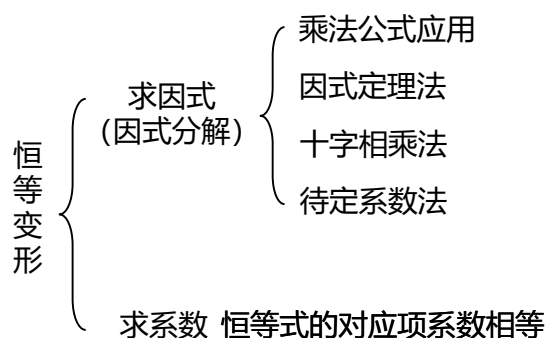 恒等变形
求因式
（因式分解）
乘法公式应用
因式定理法
十字相乘法
待定系数法
求系数 恒等式的对应项系数相等